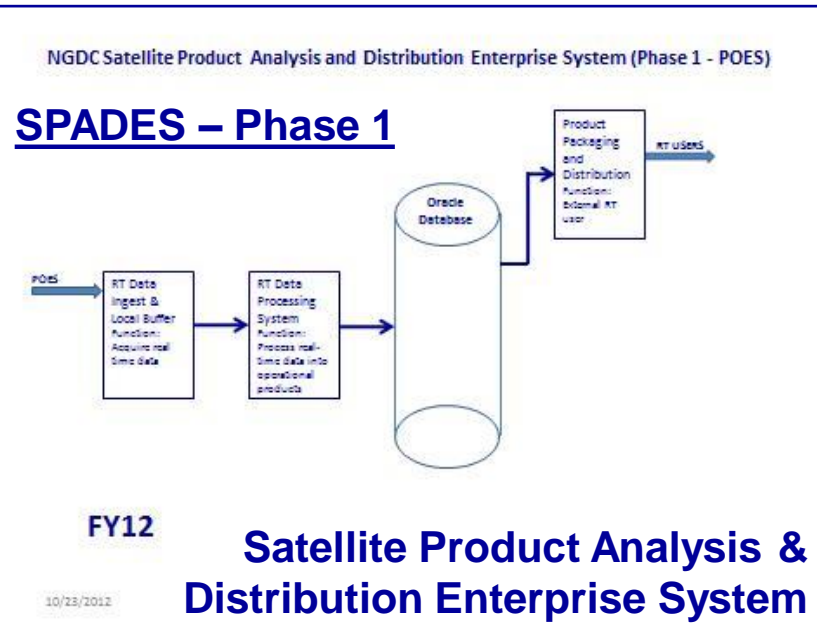 NGDC Satellite Product Analysis and Distribution Enterprise System (Phase 1 - POES)
SPADES – Phase 1
Product
Packaging
and
Distribution
Function:
External RT
user
RT USERS
Oracle
Database
POES
RT Data
Ingest &
Local Buffer
Function:
Acquire real
time data
RT Data
Processing
System
Function:
Process real-
time data into
operational
products
FY12
Satellite Product Analysis &
Distribution Enterprise System
10/23/2012